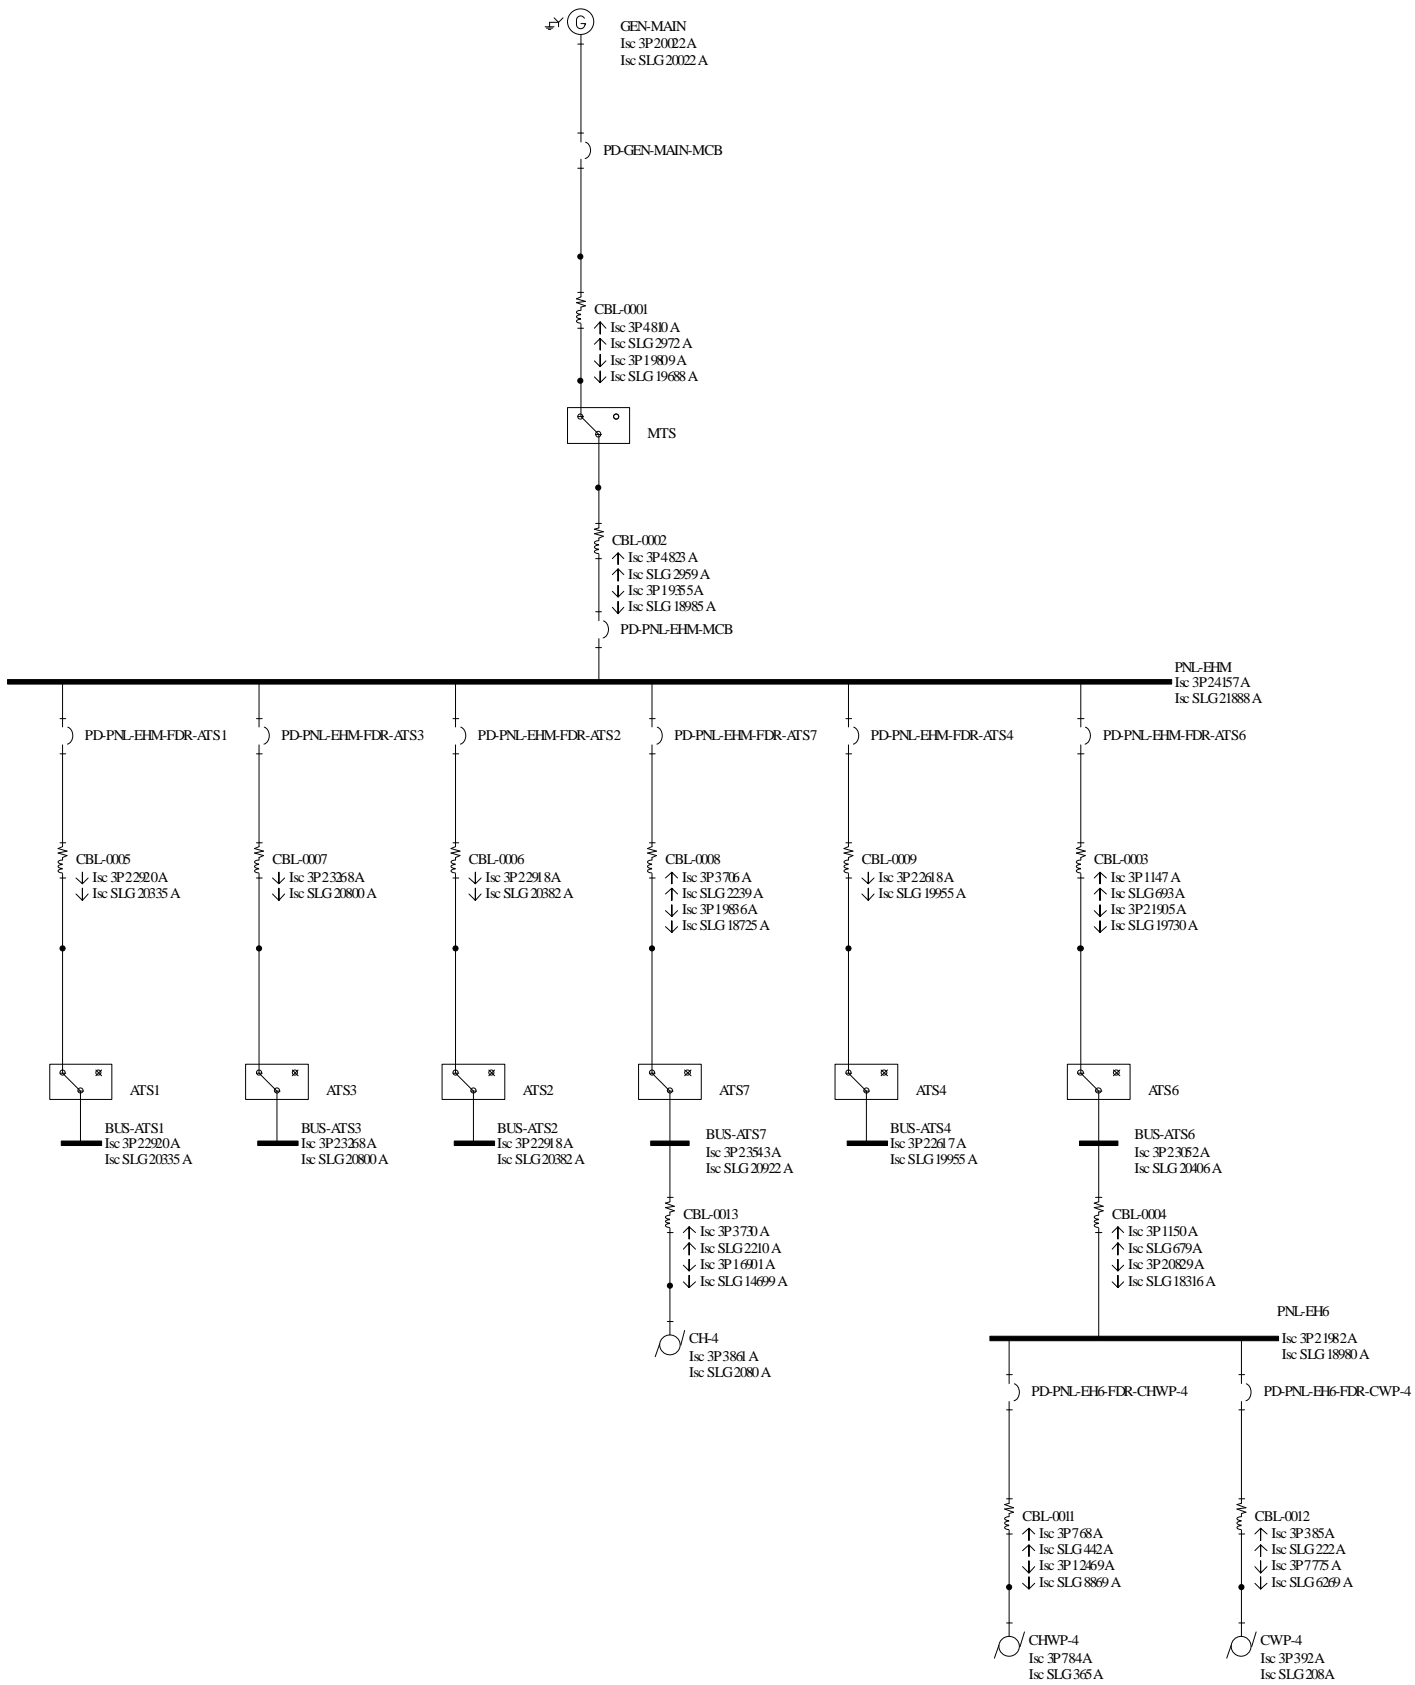 G
GEN-MAIN
Isc 3P 20022 A
Isc SLG 20022 A
PD-GEN-MAIN-MCB
CBL-0001
Isc 3P 4810 A
Isc SLG 2972 A
Isc 3P 19809 A
Isc SLG 19688 A
MTS
CBL-0002
Isc 3P 4823 A
Isc SLG 2959 A
Isc 3P 19355 A
Isc SLG 18985 A
PD-PNL-EHM-MCB
PNL-EHM
Isc 3P 24157 A
Isc SLG 21888 A
PD-PNL-EHM-FDR-ATS1
PD-PNL-EHM-FDR-ATS3
PD-PNL-EHM-FDR-ATS2
PD-PNL-EHM-FDR-ATS7
PD-PNL-EHM-FDR-ATS4
PD-PNL-EHM-FDR-ATS6
CBL-0005
Isc 3P 22920 A
Isc SLG 20335 A
CBL-0007
Isc 3P 23268 A
Isc SLG 20800 A
CBL-0006
Isc 3P 22918 A
Isc SLG 20382 A
CBL-0008
Isc 3P 3706 A
Isc SLG 2239 A
Isc 3P 19836 A
Isc SLG 18725 A
CBL-0009
Isc 3P 22618 A
Isc SLG 19955 A
CBL-0003
Isc 3P 1147 A
Isc SLG 693 A
Isc 3P 21905 A
Isc SLG 19730 A
ATS1
ATS3
ATS2
ATS7
ATS4
ATS6
BUS-ATS1
Isc 3P 22920 A
Isc SLG 20335 A
BUS-ATS3
Isc 3P 23268 A
Isc SLG 20800 A
BUS-ATS2
Isc 3P 22918 A
Isc SLG 20382 A
BUS-ATS7
Isc 3P 23543 A
Isc SLG 20922 A
BUS-ATS4
Isc 3P 22617 A
Isc SLG 19955 A
BUS-ATS6
Isc 3P 23052 A
Isc SLG 20406 A
CBL-0013
Isc 3P 3730 A
Isc SLG 2210 A
Isc 3P 16901 A
Isc SLG 14699 A
CBL-0004
Isc 3P 1150 A
Isc SLG 679 A
Isc 3P 20829 A
Isc SLG 18316 A
CH-4
Isc 3P 3861 A
Isc SLG 2080 A
PNL-EH6
Isc 3P 21982 A
Isc SLG 18980 A
PD-PNL-EH6-FDR-CHWP-4
PD-PNL-EH6-FDR-CWP-4
CBL-0011
Isc 3P 768 A
Isc SLG 442 A
Isc 3P 12469 A
Isc SLG 8869 A
CBL-0012
Isc 3P 385 A
Isc SLG 222 A
Isc 3P 7775 A
Isc SLG 6269 A
CHWP-4
Isc 3P 784 A
Isc SLG 365 A
CWP-4
Isc 3P 392 A
Isc SLG 208 A